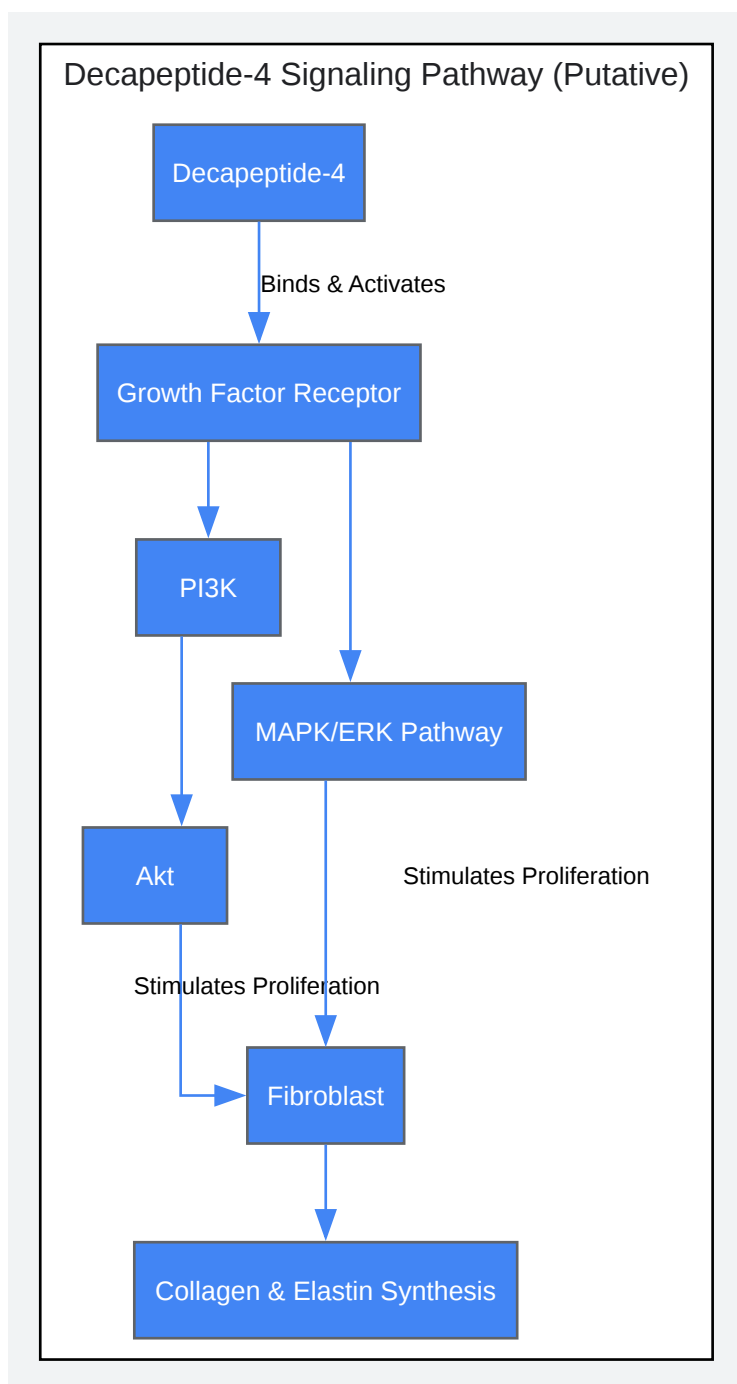 Decapeptide-4 Signaling Pathway (Putative)
Decapeptide-4
Binds & Activates
Growth Factor Receptor
PI3K
MAPK/ERK Pathway
Akt
Stimulates Proliferation
Stimulates Proliferation
Fibroblast
Collagen & Elastin Synthesis